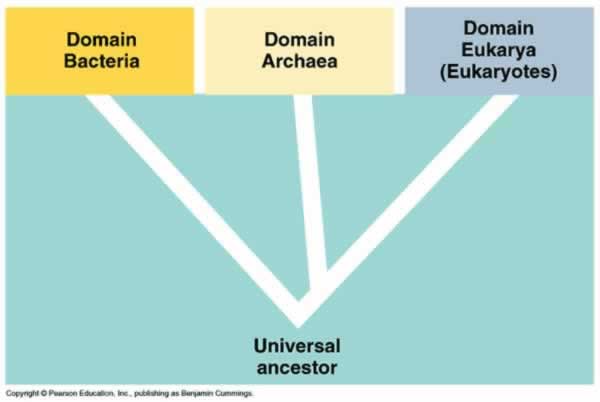 Domain
Bacteria
Domain
Archaea
Domain
Eukarya
(Eukaryotes)
Universal
ancestor
Copyright © Pearson Education, Inc., publishing as Benjamin Cummings.